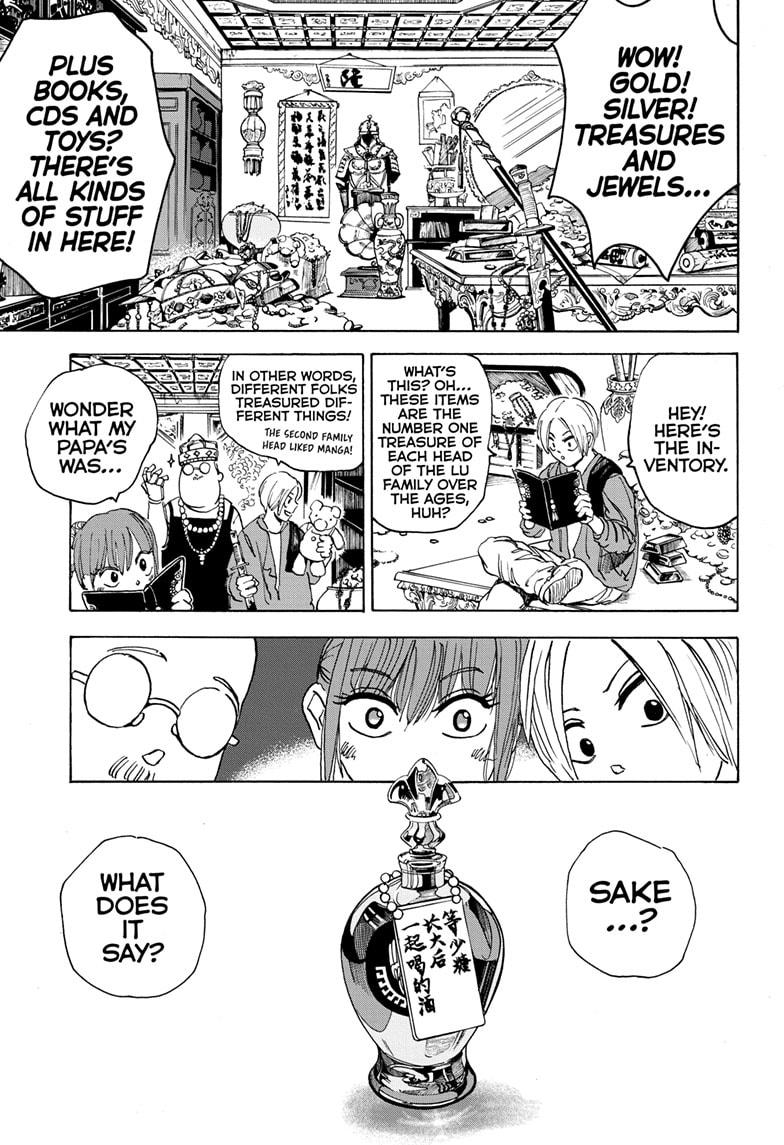 WOW!
GOLD!
SILVER!
TREASURES
AND
JEWELS...
PLUS
BOOKS,
CDS AND
TOYS?
THERE'S
ALL KINDS
OF STUFF
IN HERE!
HEY!
HERE'S
THE IN-
VENTORY.
WHAT'S
THIS? OH...
THESE ITEMS
ARE THE
NUMBER ONE
TREASURE OF
EACH HEAD
OF THE LU
FAMILY OVER
THE AGES,
HUH?
IN OTHER WORDS,
DIFFERENT FOLKS
TREASURED DIF-
FERENT THINGS!
THE SECOND FAMILY
HEAD LIKED MANGA!
WONDER
WHAT MY
PAPA'S
WAS...
SAKE
...?
等少糖
长大后
一起喝的酒
WHAT
DOES
IT
SAY?